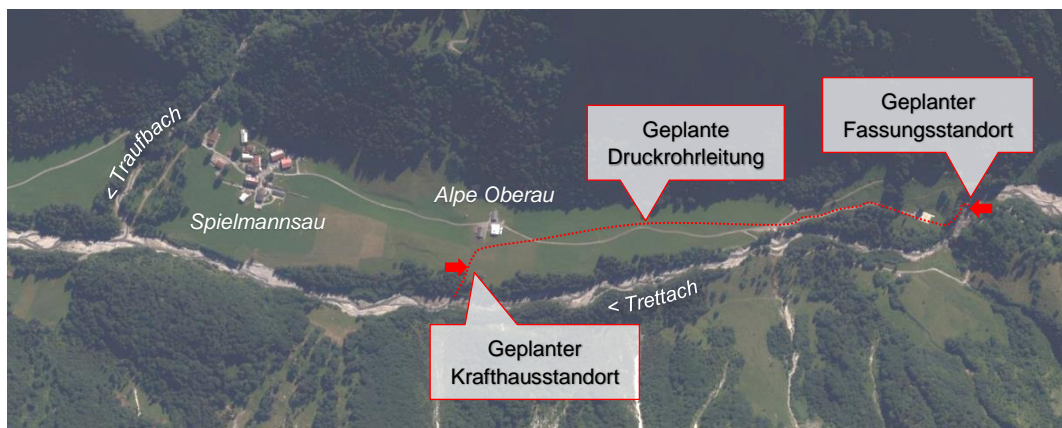 Geplanter
Fassungsstandort
Geplante
Druckrohrleitung
< Traufbach
Alpe Oberau
Spielmannsau
< Trettach
Geplanter
Krafthausstandort